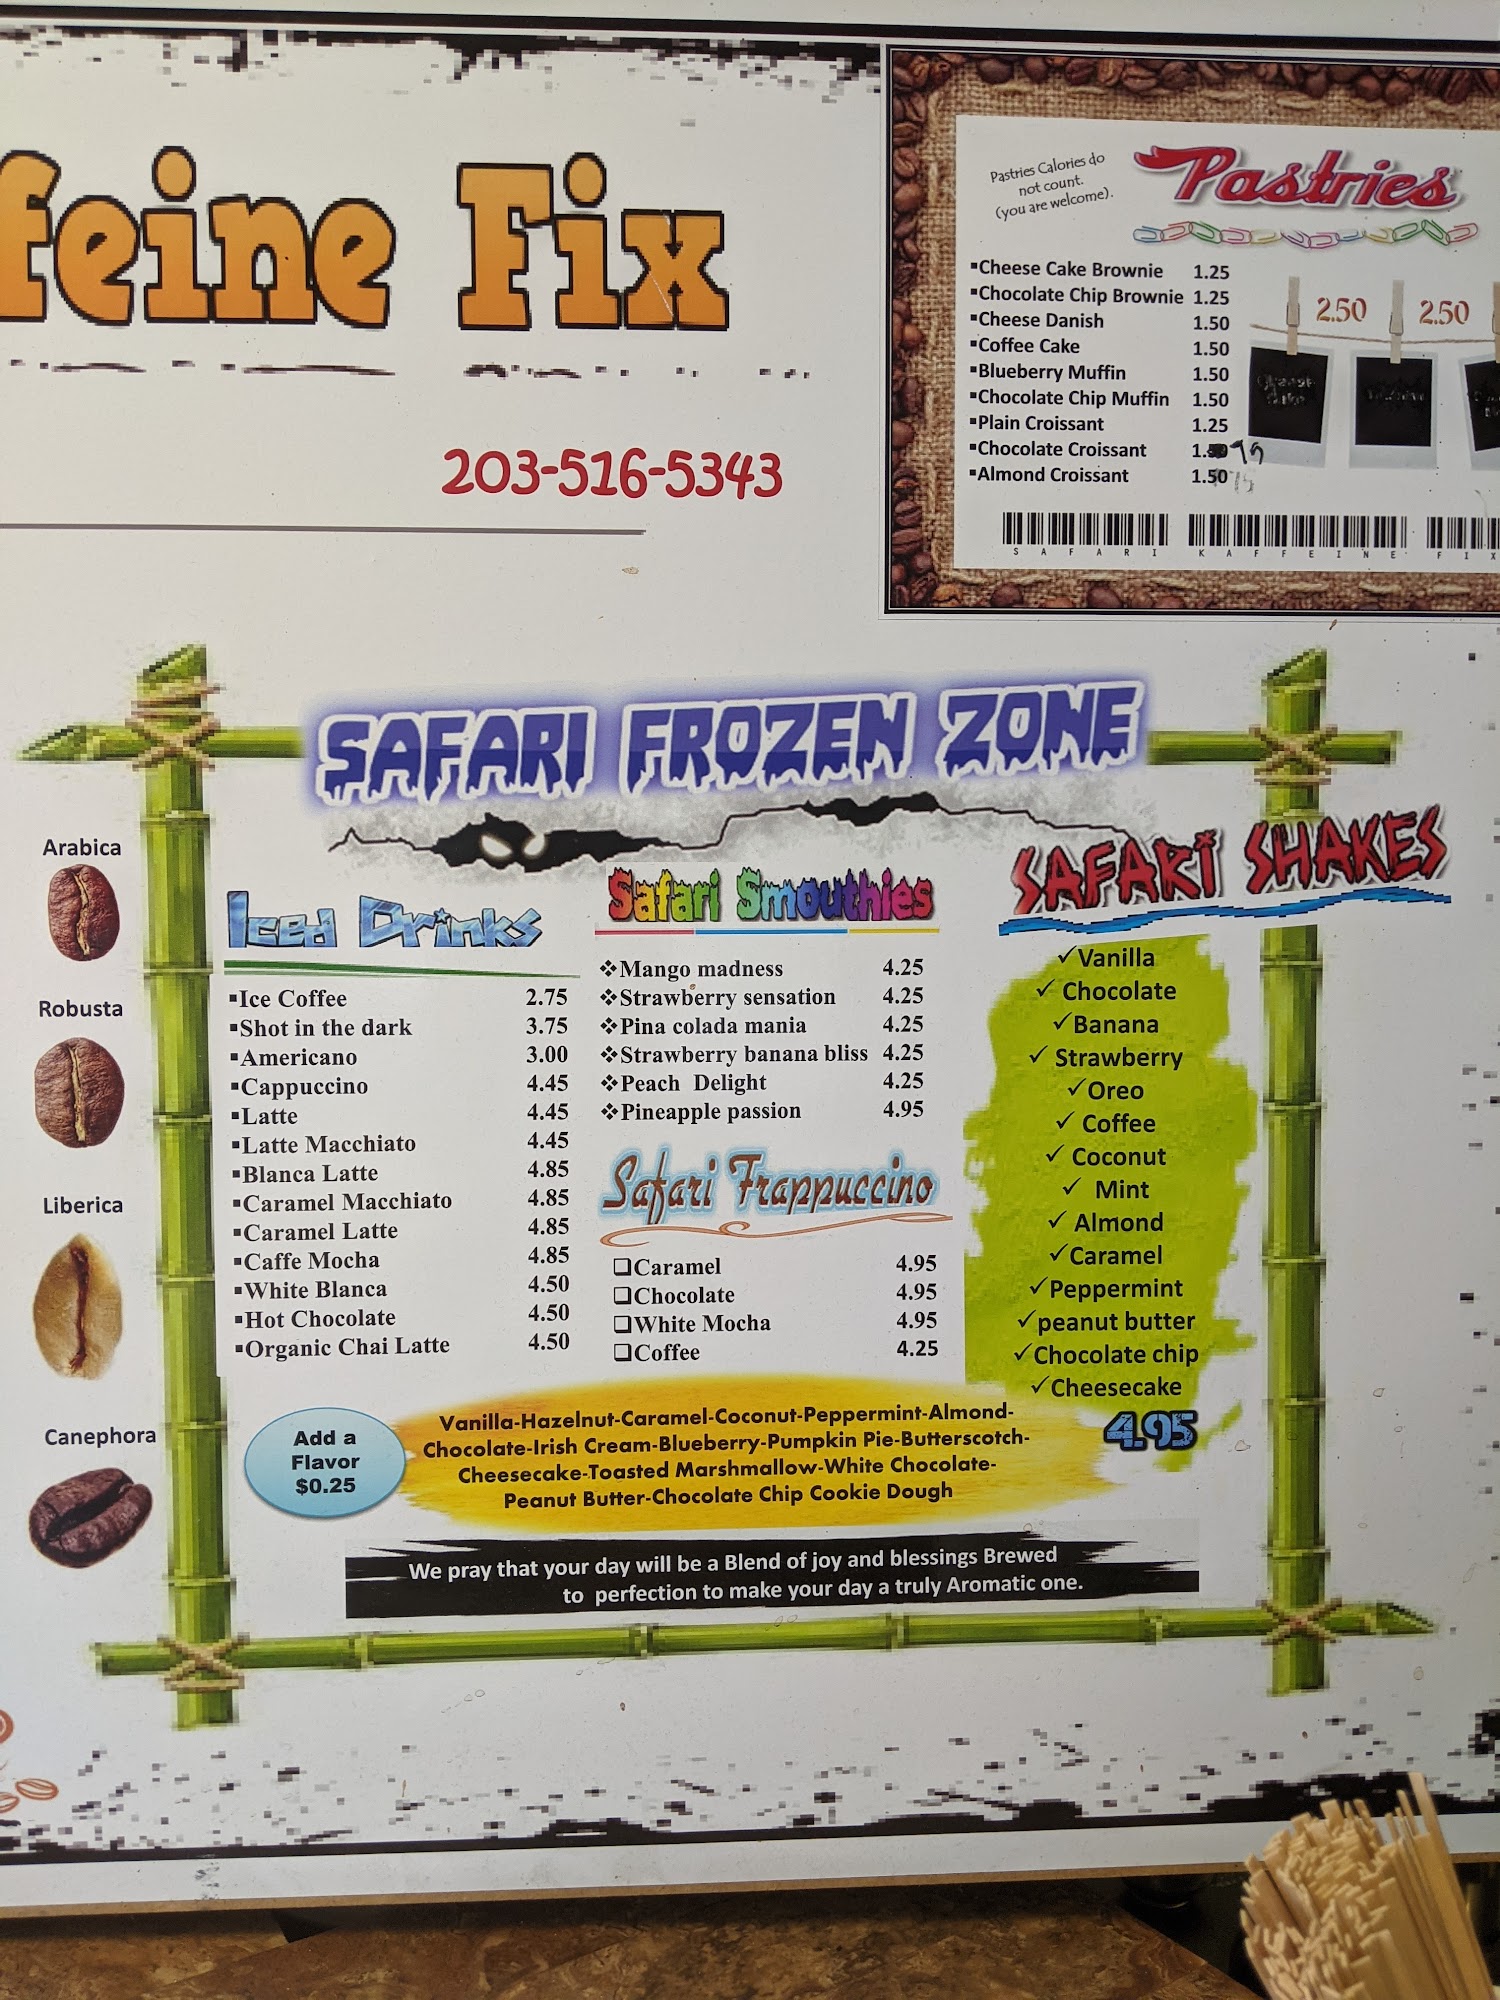 feine Fix
203-516-5343
Pastries Calories do
not count.
(you are welcome).
Pastries
▪Cheese Cake Brownie 1.25
▪Chocolate Chip Brownie 1.25
▪Cheese Danish 1.50
▪Coffee Cake 1.50
▪Blueberry Muffin 1.50
▪Chocolate Chip Muffin 1.50
▪Plain Croissant 1.25
▪Chocolate Croissant 1.75
▪Almond Croissant 1.50 75
2.50 2.50
SAFARI KAFFEINE FIX
SAFARI FROZEN ZONE
Arabica
Robusta
Liberica
Canephora
Iced Drinks
▪Ice Coffee 2.75
▪Shot in the dark 3.75
▪Americano 3.00
▪Cappuccino 4.45
▪Latte 4.45
▪Latte Macchiato 4.45
▪Blanca Latte 4.85
▪Caramel Macchiato 4.85
▪Caramel Latte 4.85
▪Caffe Mocha 4.85
▪White Blanca 4.50
▪Hot Chocolate 4.50
▪Organic Chai Latte 4.50
Safari Smouthies
❖Mango madness 4.25
❖Strawberry sensation 4.25
❖Pina colada mania 4.25
❖Strawberry banana bliss 4.25
❖Peach Delight 4.25
❖Pineapple passion 4.95
Safari Frappuccino
❑Caramel 4.95
❑Chocolate 4.95
❑White Mocha 4.95
❑Coffee 4.25
SAFARI SHAKES
✓Vanilla
✓ Chocolate
✓Banana
✓ Strawberry
✓Oreo
✓ Coffee
✓ Coconut
✓ Mint
✓ Almond
✓Caramel
✓Peppermint
✓peanut butter
✓Chocolate chip
✓Cheesecake
4.95
Add a
Flavor
$0.25
Vanilla-Hazelnut-Caramel-Coconut-Peppermint-Almond-
Chocolate-Irish Cream-Blueberry-Pumpkin Pie-Butterscotch-
Cheesecake-Toasted Marshmallow-White Chocolate-
Peanut Butter-Chocolate Chip Cookie Dough
We pray that your day will be a Blend of joy and blessings Brewed
to perfection to make your day a truly Aromatic one.